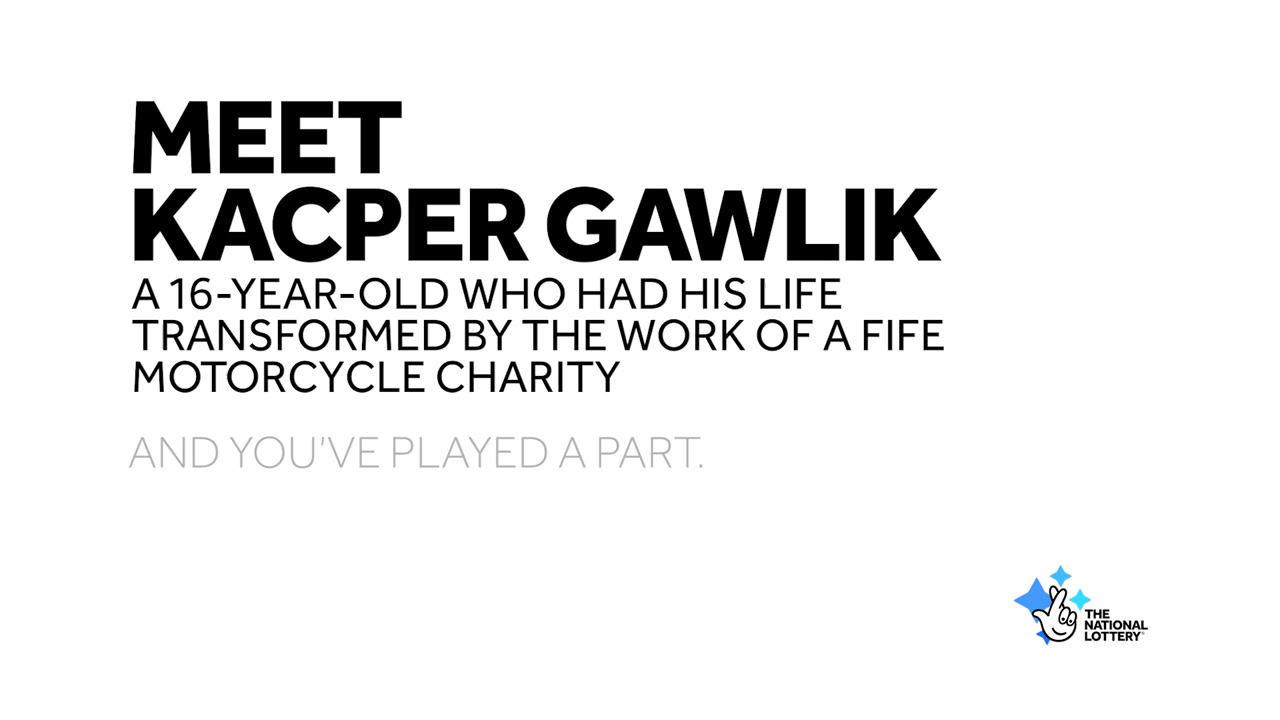 MEET
KACPER GAWLIK
A 16-YEAR-OLD WHO HAD HIS LIFE
TRANSFORMED BY THE WORK OF A FIFE
MOTORCYCLE CHARITY
AND YOU'VE PLAYED A PART.
THE
NATIONAL
LOTTERY